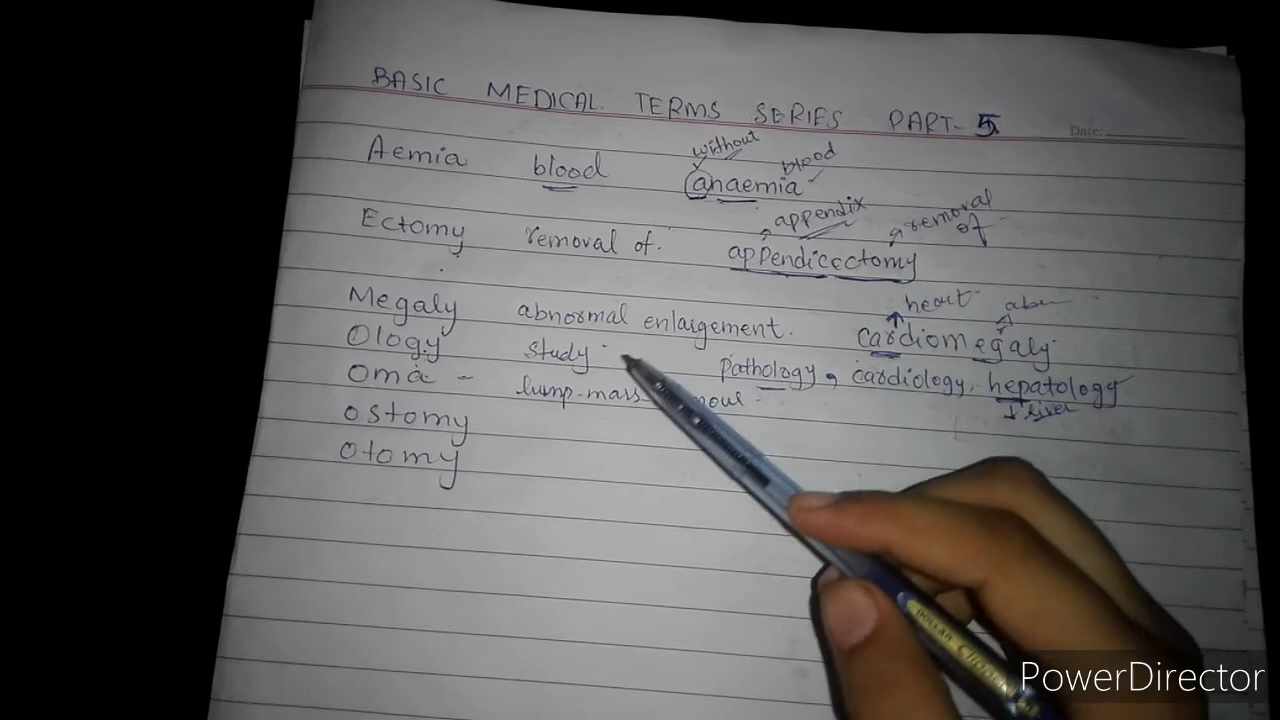 BASIC MEDICAL TERMS SERIES PART-5
Date:
without blood
Aemia blood anaemia
appendix removal of
Ectomy removal of. appendicectomy
heart
Megaly abnormal enlargement. cardiomegaly
Ology study pathology, cardiology, hepatology
liver
oma - lump-mass
ostomy
otomy
DOLLAR
PowerDirector